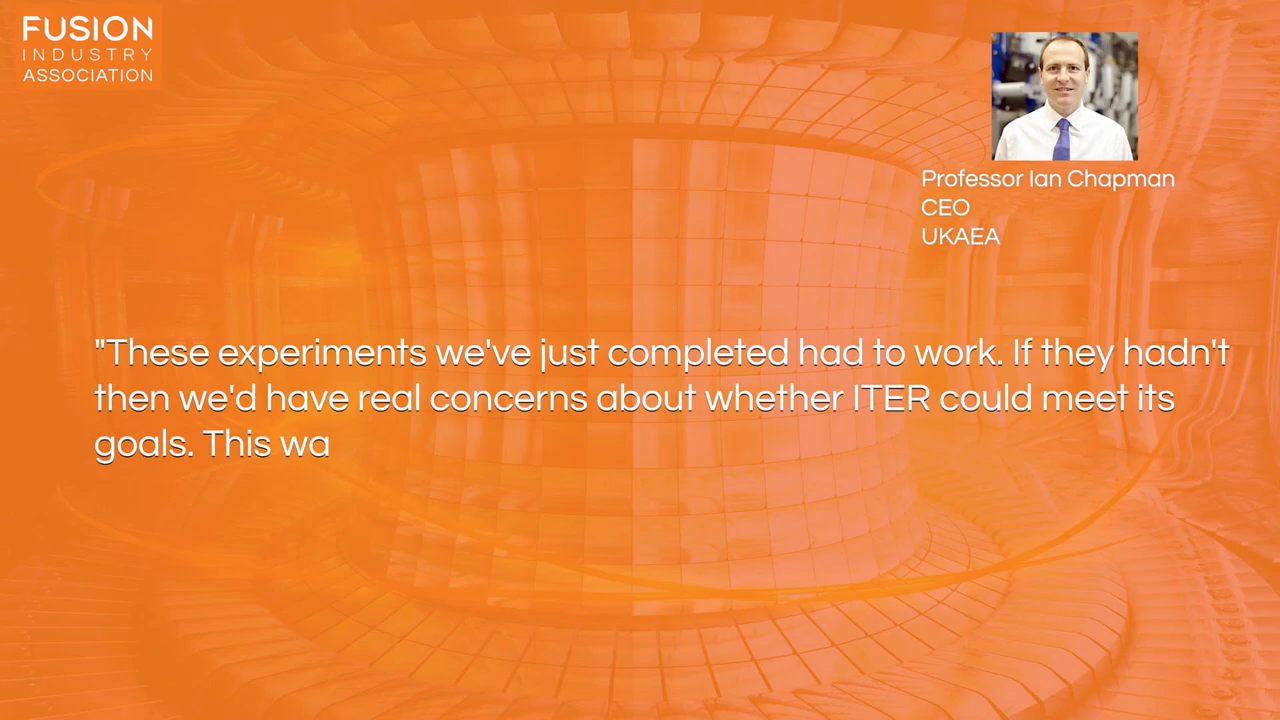 FUSION
INDUSTRY
ASSOCIATION
Professor Ian Chapman
CEO
UKAEA
"These experiments we've just completed had to work. If they hadn't
then we'd have real concerns about whether ITER could meet its
goals. This wa